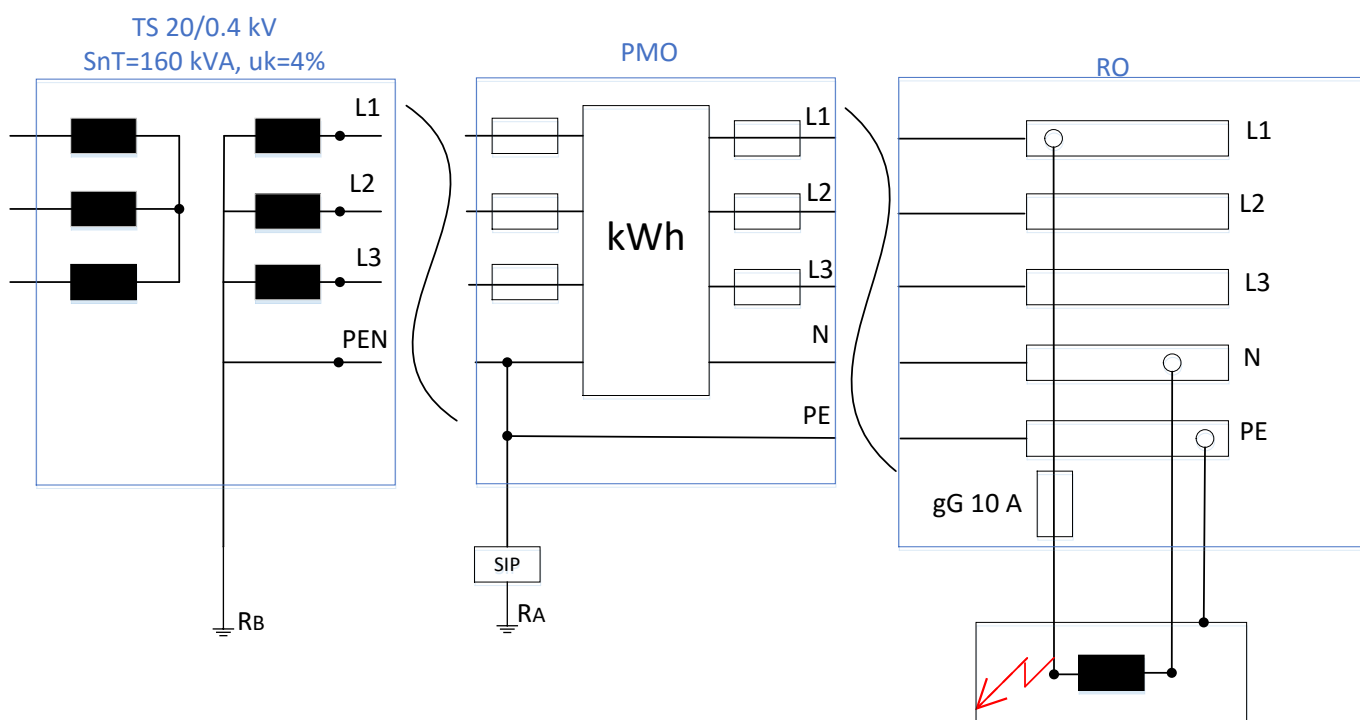 TS 20/0.4 kV
SnT=160 kVA, uk=4%
PMO
RO
L1
L2
L3
PEN
kWh
L1
L2
L3
N
PE
L1
L2
L3
N
PE
gG 10 A
SIP
RB
RA